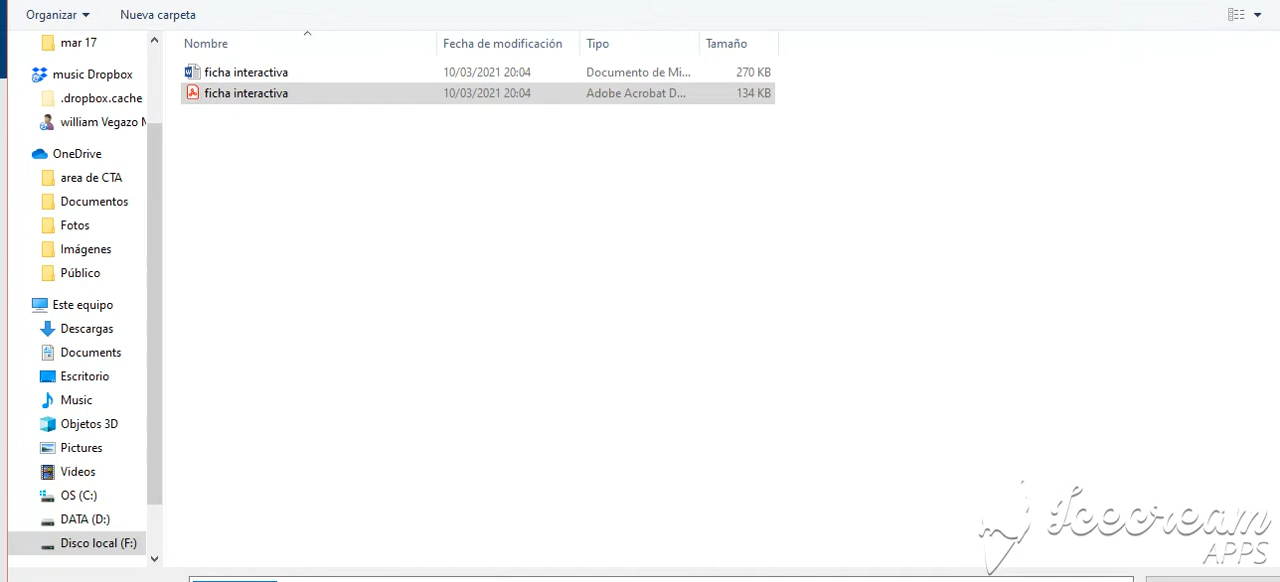 Organizar Nueva carpeta
mar 17
music Dropbox
.dropbox.cache
william Vegazo
OneDrive
area de CTA
Documentos
Fotos
Imágenes
Público
Este equipo
Descargas
Documents
Escritorio
Music
Objetos 3D
Pictures
Videos
OS (C:)
DATA (D:)
Disco local (F:)
Nombre Fecha de modificación Tipo Tamaño
ficha interactiva 10/03/2021 20:04 Documento de Mi... 270 KB
ficha interactiva 10/03/2021 20:04 Adobe Acrobat D... 134 KB
Icecream
APPS